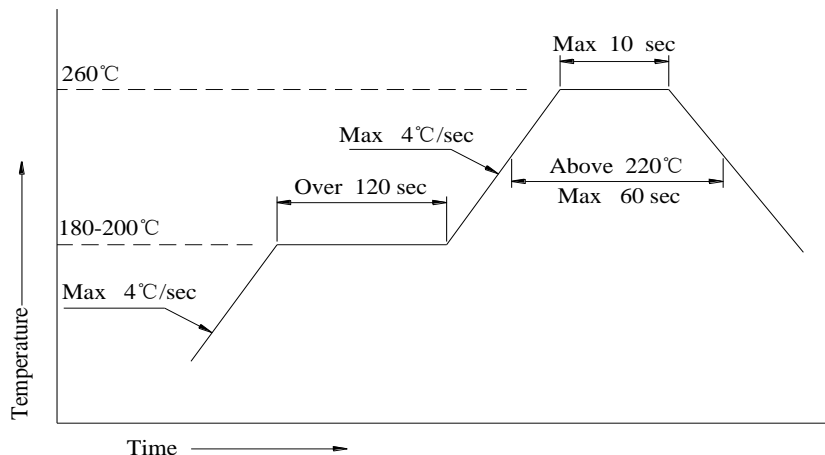 Max 10 sec
260℃
Max 4℃/sec
Above 220℃
Max 60 sec
Over 120 sec
180-200℃
Max 4℃/sec
Temperature
Time